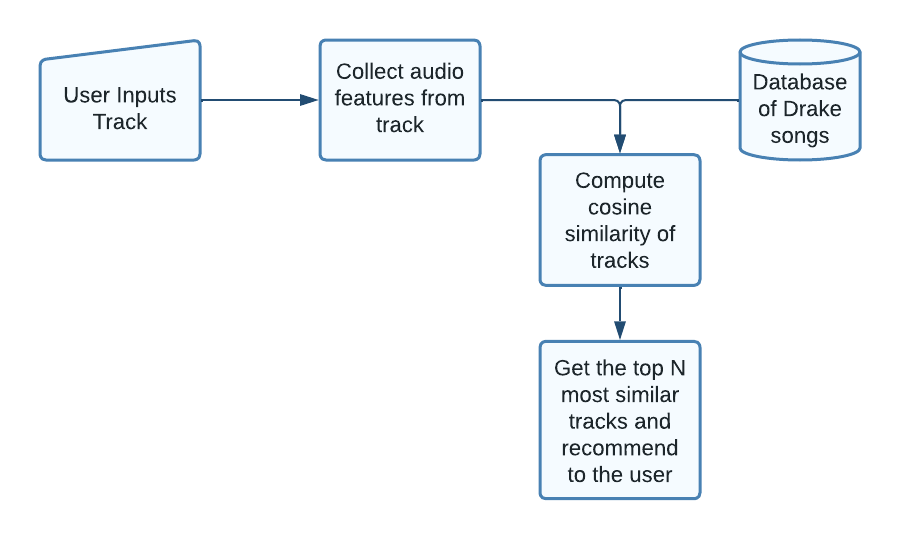 User Inputs
Track
Collect audio
features from
track
Database
of Drake
songs
Compute
cosine
similarity of
tracks
Get the top N
most similar
tracks and
recommend
to the user